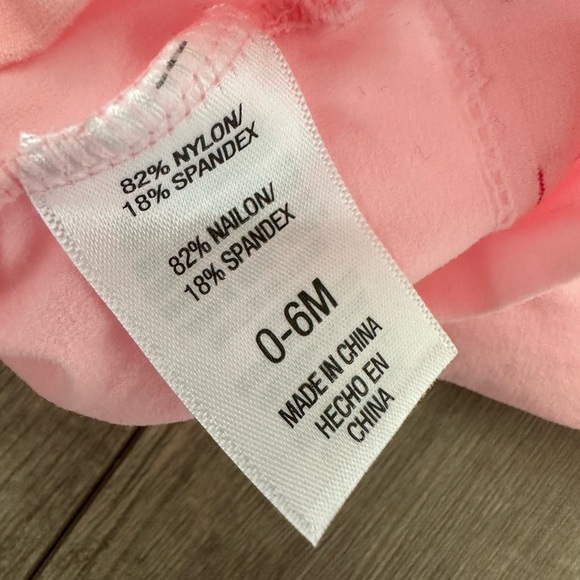 82% NYLON/
18% SPANDEX
82% NAILON/
18% SPANDEX
0-6M
MADE IN CHINA
HECHO EN
CHINA